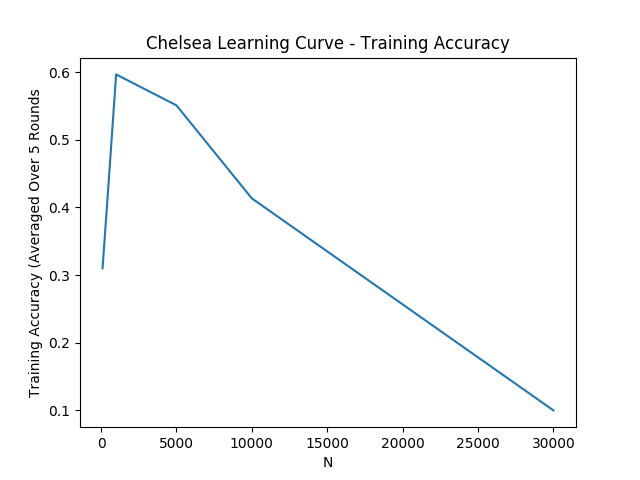 Chelsea Learning Curve - Training Accuracy
Training Accuracy (Averaged Over 5 Rounds
0.6
0.5
0.4
0.3
0.2
0.1
0 5000 10000 15000 20000 25000 30000
N